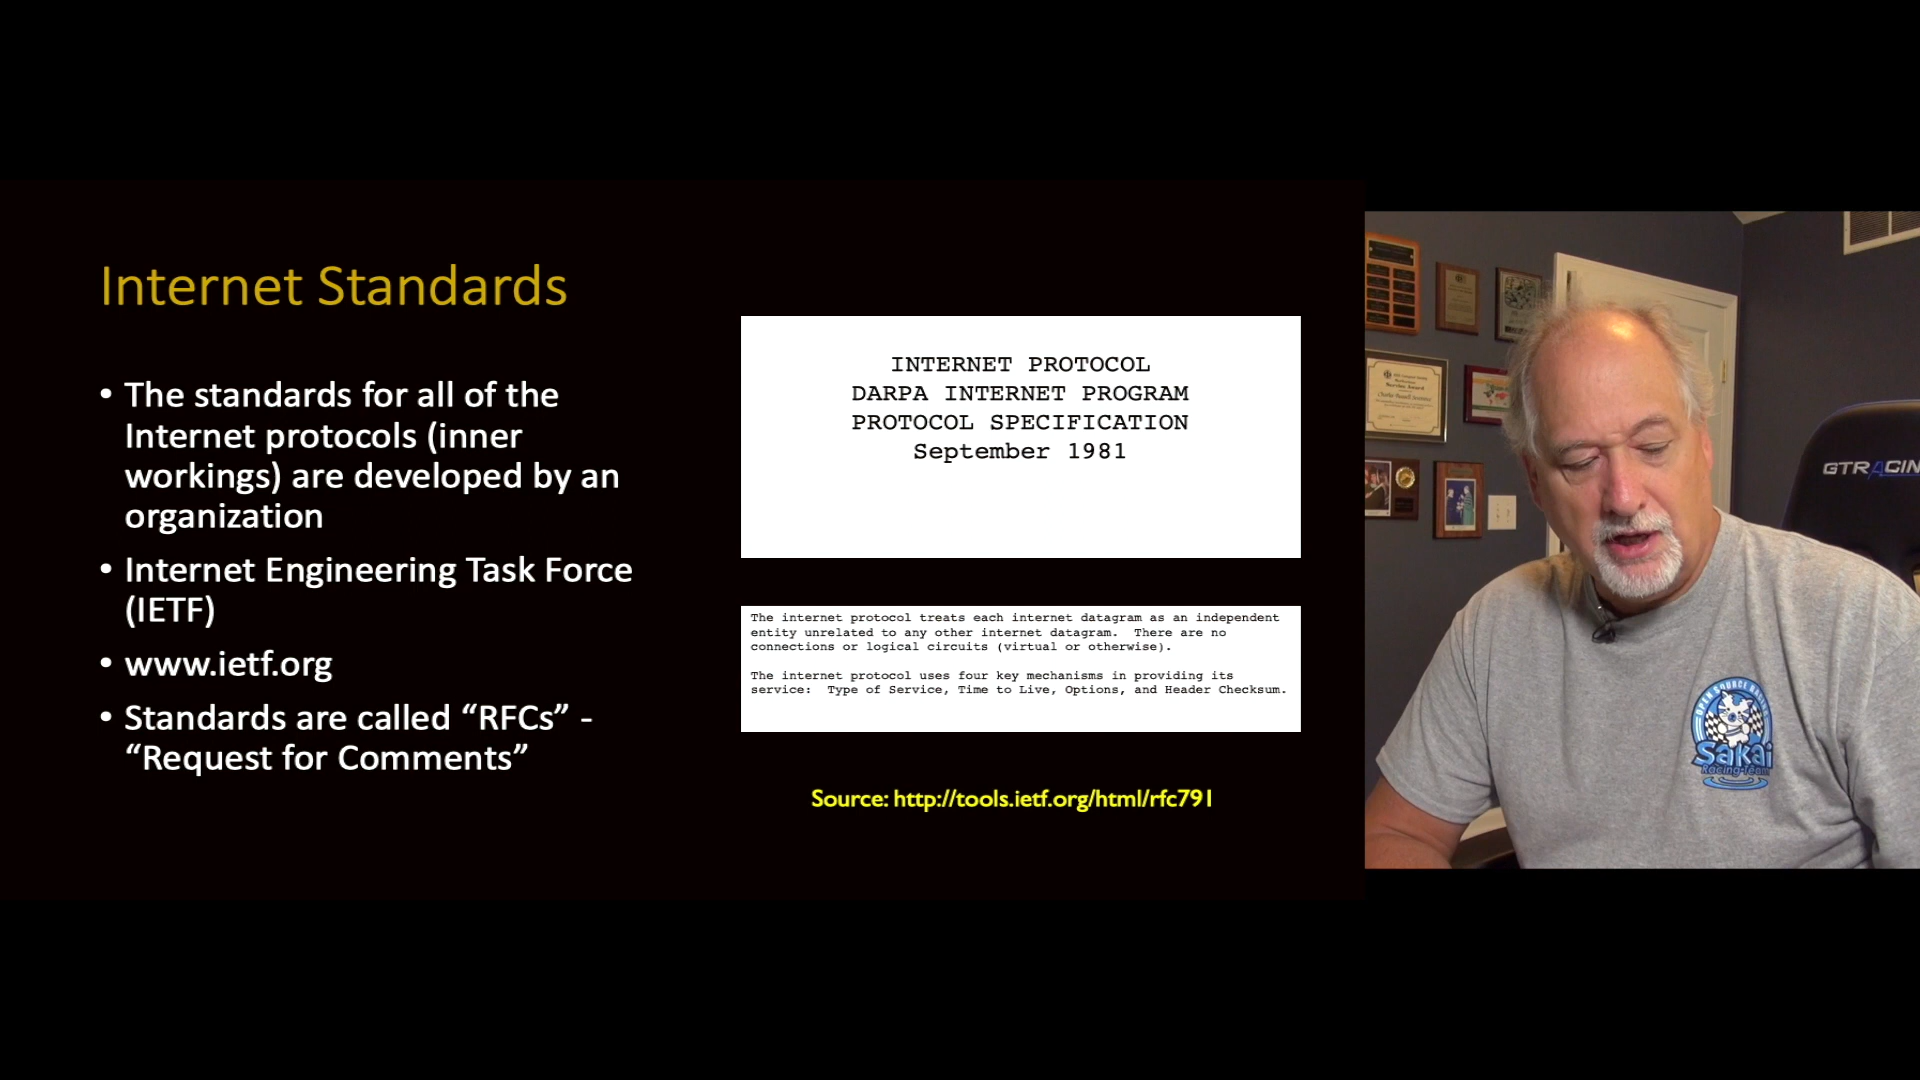 Internet Standards
• The standards for all of the
Internet protocols (inner
workings) are developed by an
organization
• Internet Engineering Task Force
(IETF)
• www.ietf.org
• Standards are called “RFCs” -
“Request for Comments”
INTERNET PROTOCOL
DARPA INTERNET PROGRAM
PROTOCOL SPECIFICATION
September 1981
The internet protocol treats each internet datagram as an independent
entity unrelated to any other internet datagram. There are no
connections or logical circuits (virtual or otherwise).
The internet protocol uses four key mechanisms in providing its
service: Type of Service, Time to Live, Options, and Header Checksum.
Source: http://tools.ietf.org/html/rfc791
GTRACIN
OPEN SOURCE
Sakai
Racing Team